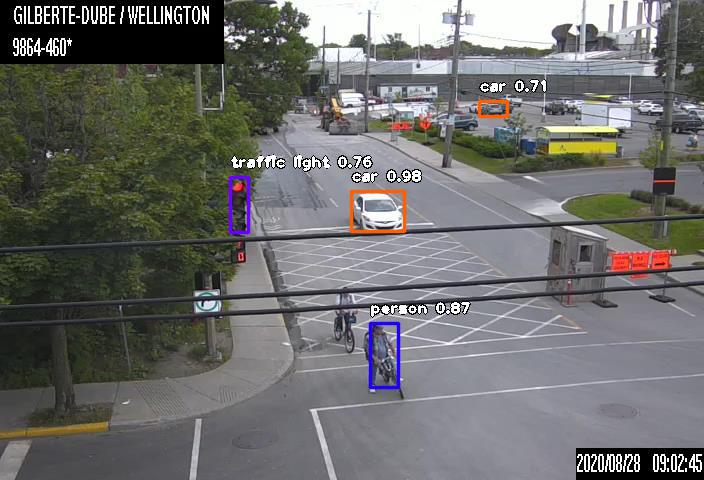 GILBERTE-DUBE / WELLINGTON
9864-460*
car 0.71
traffic light 0.76
car 0.98
person 0.87
2020/08/28 09:02:45